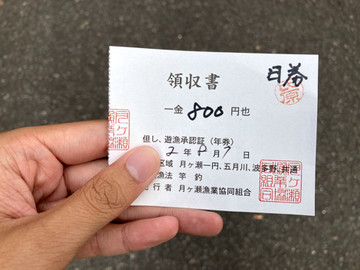 日券
領収書
一金 800 円也
但し、遊漁承認証（年券）
2年8月7日
区域 月ヶ瀬一円、五月川、波多野、共通
漁法 竿 釣
行者 月ヶ瀬漁業協同組合